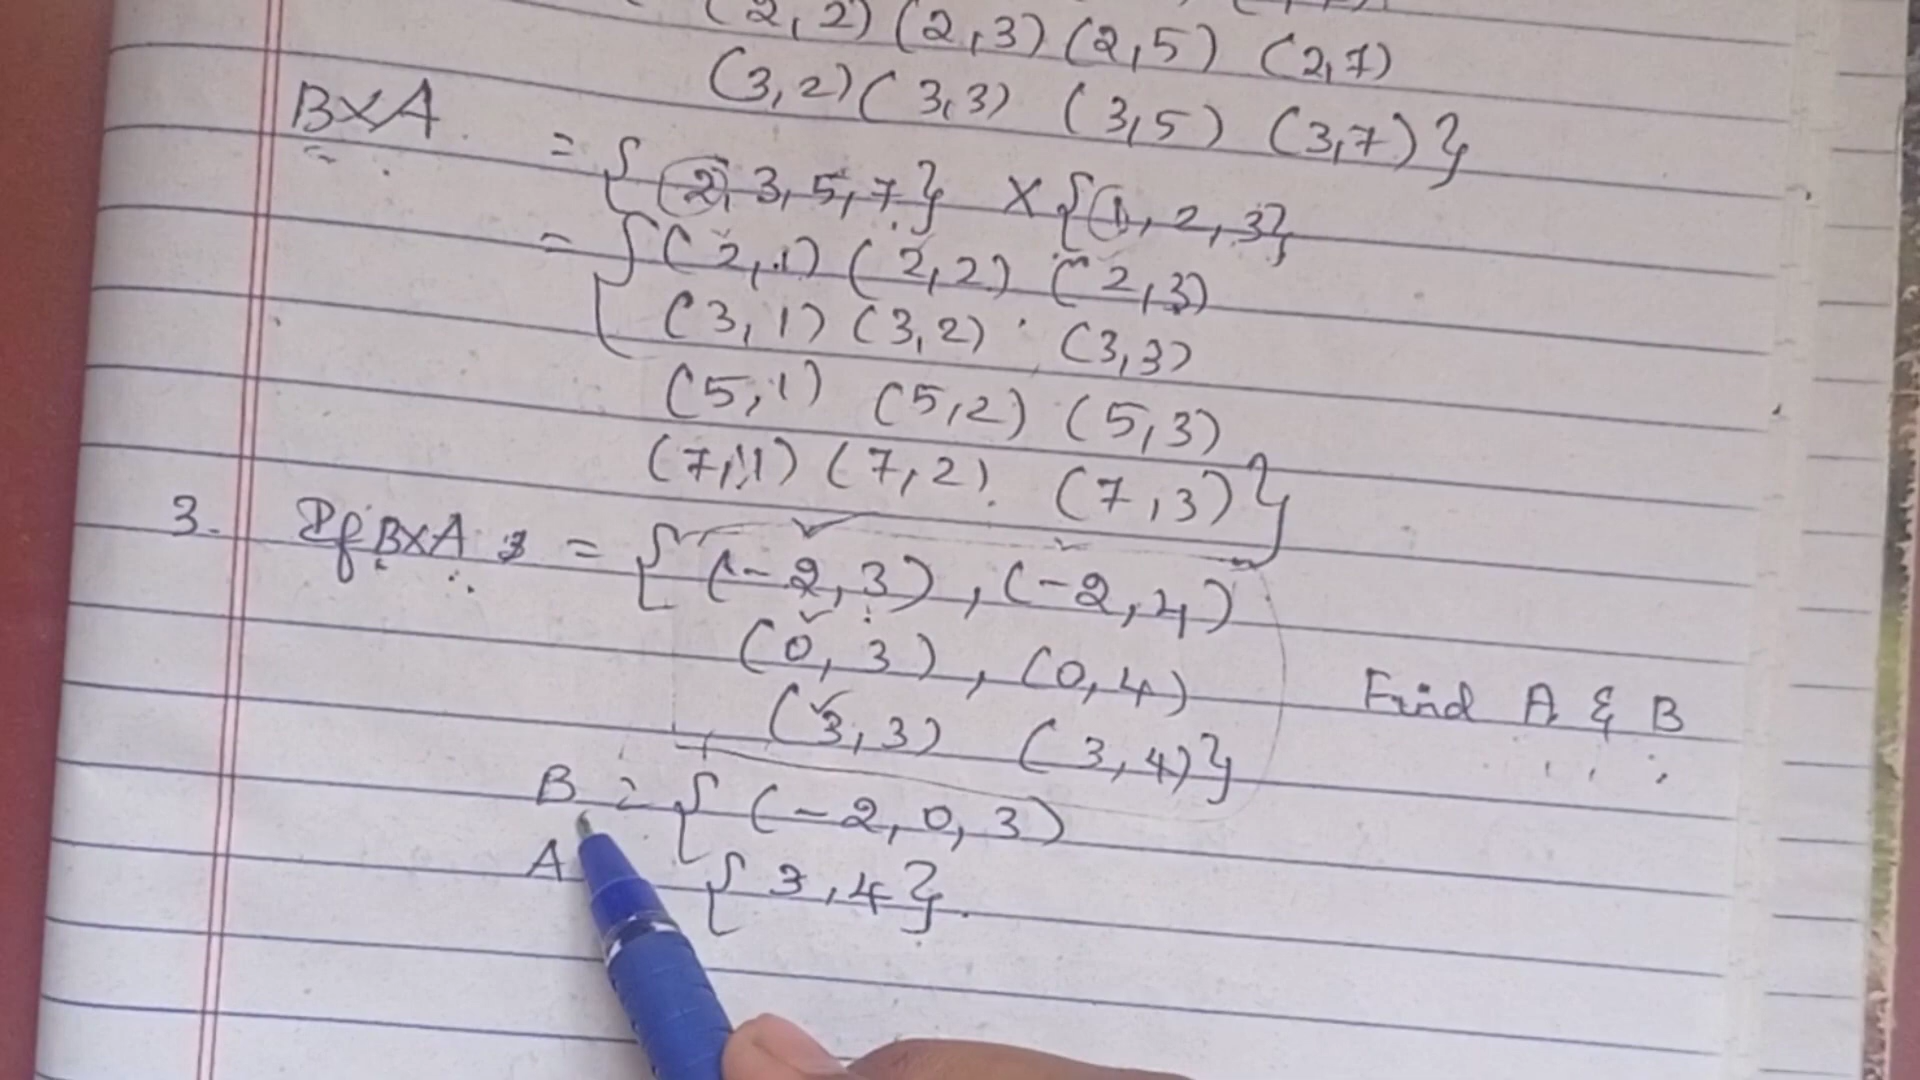 (2,2) (2,3) (2,5) (2,7)
(3,2) (3,3) (3,5) (3,7) }
B×A = { 2, 3, 5, 7 } × { 1, 2, 3 }
= { (2,1) (2,2) (2,3)
(3,1) (3,2) (3,3)
(5,1) (5,2) (5,3)
(7,1) (7,2) (7,3) }
3. If B×A = { (-2,3), (-2,4)
(0,3), (0,4)
(3,3) (3,4) } Find A & B
B = { (-2, 0, 3)
A { 3, 4 }.